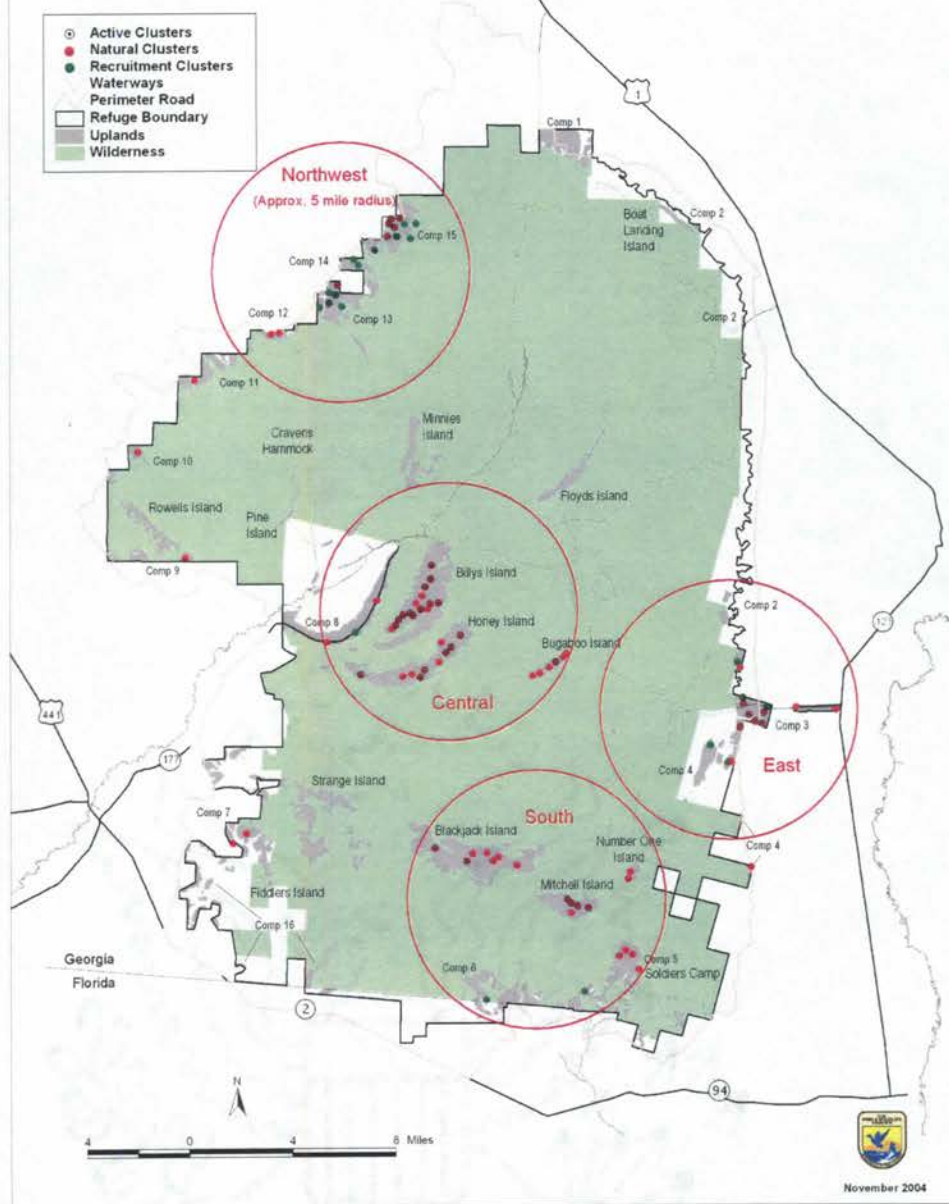 Active Clusters
Natural Clusters
Recruitment Clusters
Waterways
Perimeter Road
Refuge Boundary
Uplands
Wilderness
1
Comp 1
Northwest
(Approx. 5 mile radius)
Boat
Landing
Island
Comp 2
Comp 15
Comp 14
Comp 12
Comp 13
Comp 2
Comp 11
Minnies
Island
Cravens
Hammock
Comp 10
Floyds Island
Rowells Island
Pine
Island
Comp 9
Billys Island
Comp 2
Comp 8
Honey Island
121
Bugaboo Island
Central
441
Comp 3
177
Comp 4
East
Strange Island
South
Comp 7
Blackjack Island
Number One
Island
Comp 4
Mitchell Island
Fiddlers Island
Comp 16
Georgia
Florida
Comp 6
Comp 5
Soldiers Camp
2
N
94
4 0 4 8 Miles
November 2004